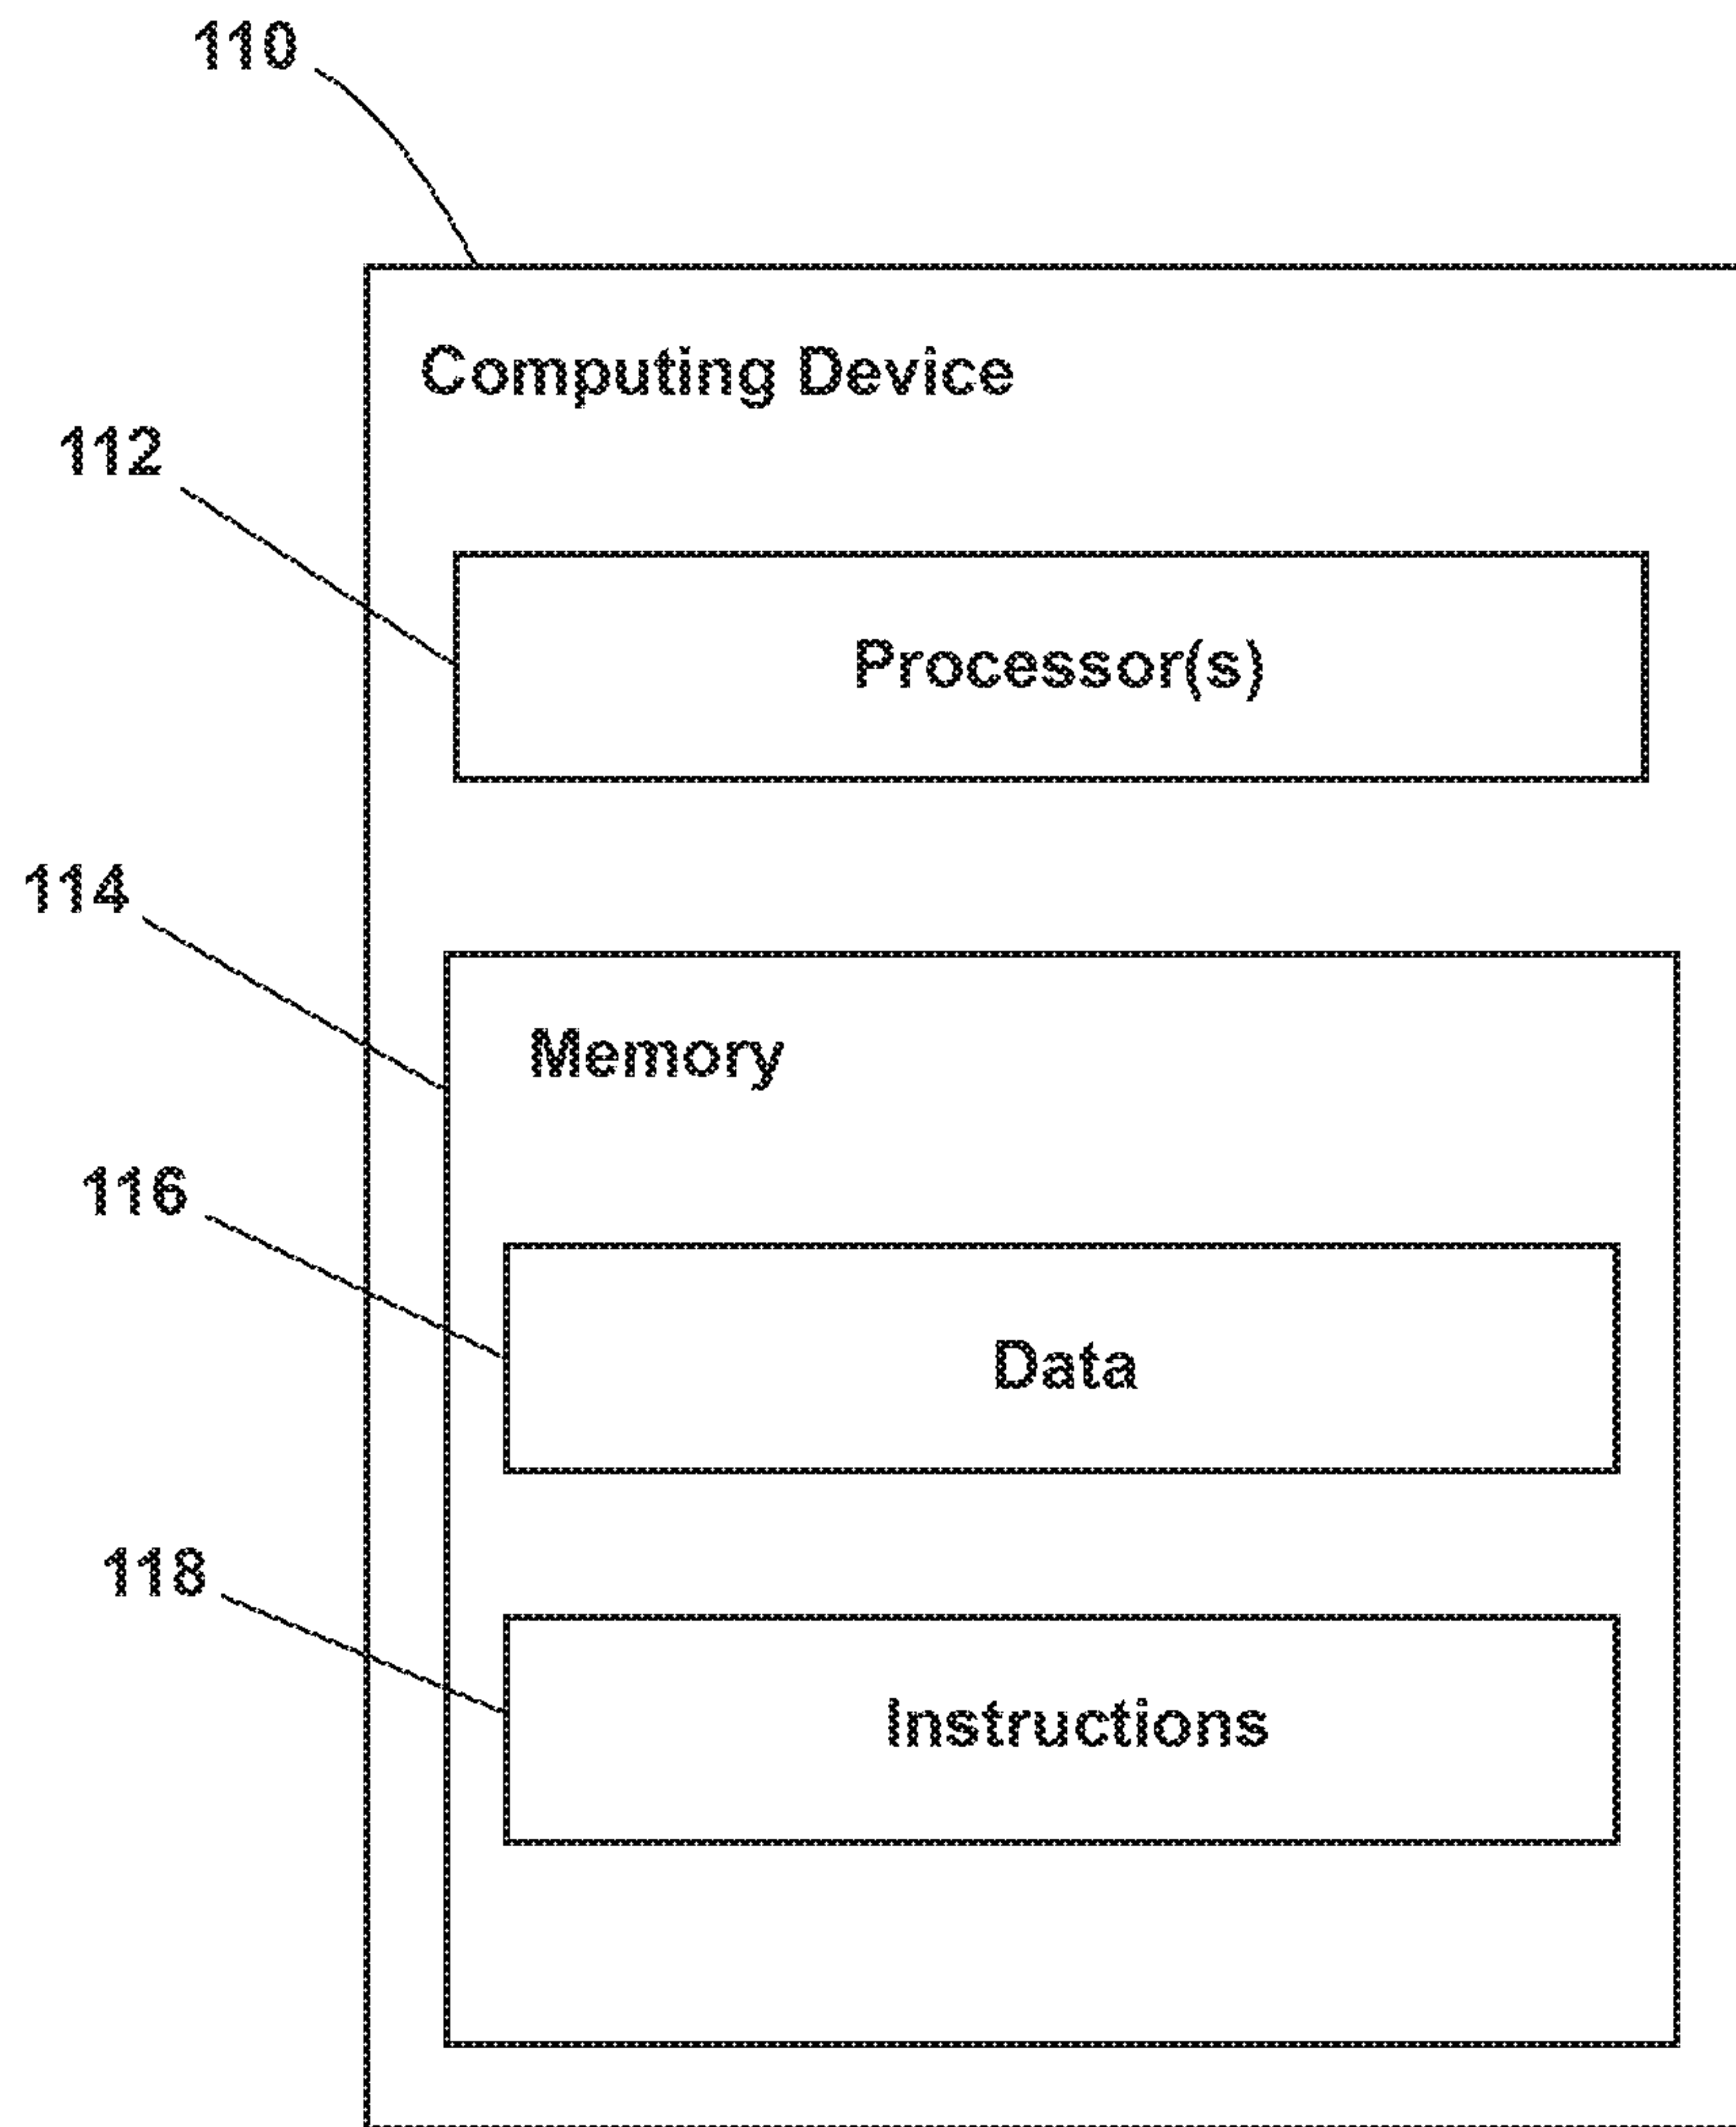 110
Computing Device
112
Processor(s)
114
Memory
116
Data
118
Instructions